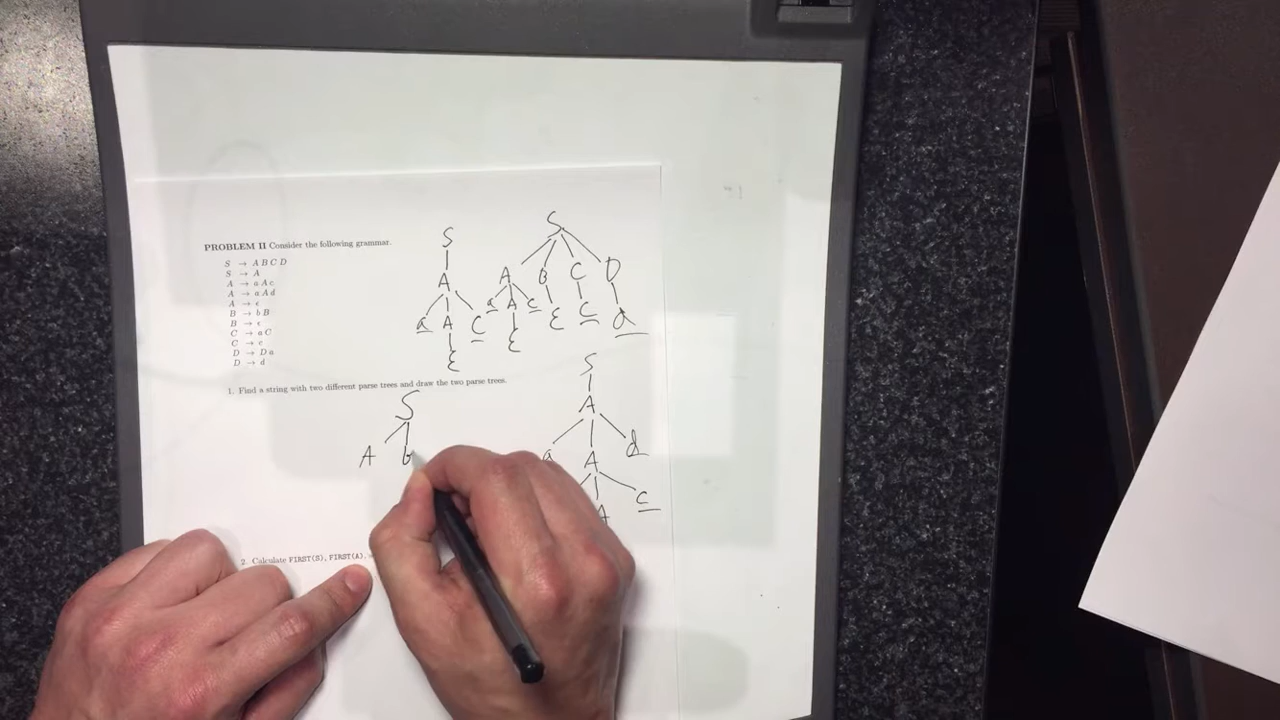 PROBLEM II Consider the following grammar.
S → A B C D
S → A
A → a A c
A → a A d
A → ϵ
B → b B
B → ϵ
C → a C
C → c
D → D a
D → d
S
A
a A C
ε
S
A B C D
a A c ε c d
ε
1. Find a string with two different parse trees and draw the two parse trees.
S
A
S
A
a A d
A c
2. Calculate FIRST(S), FIRST(A),